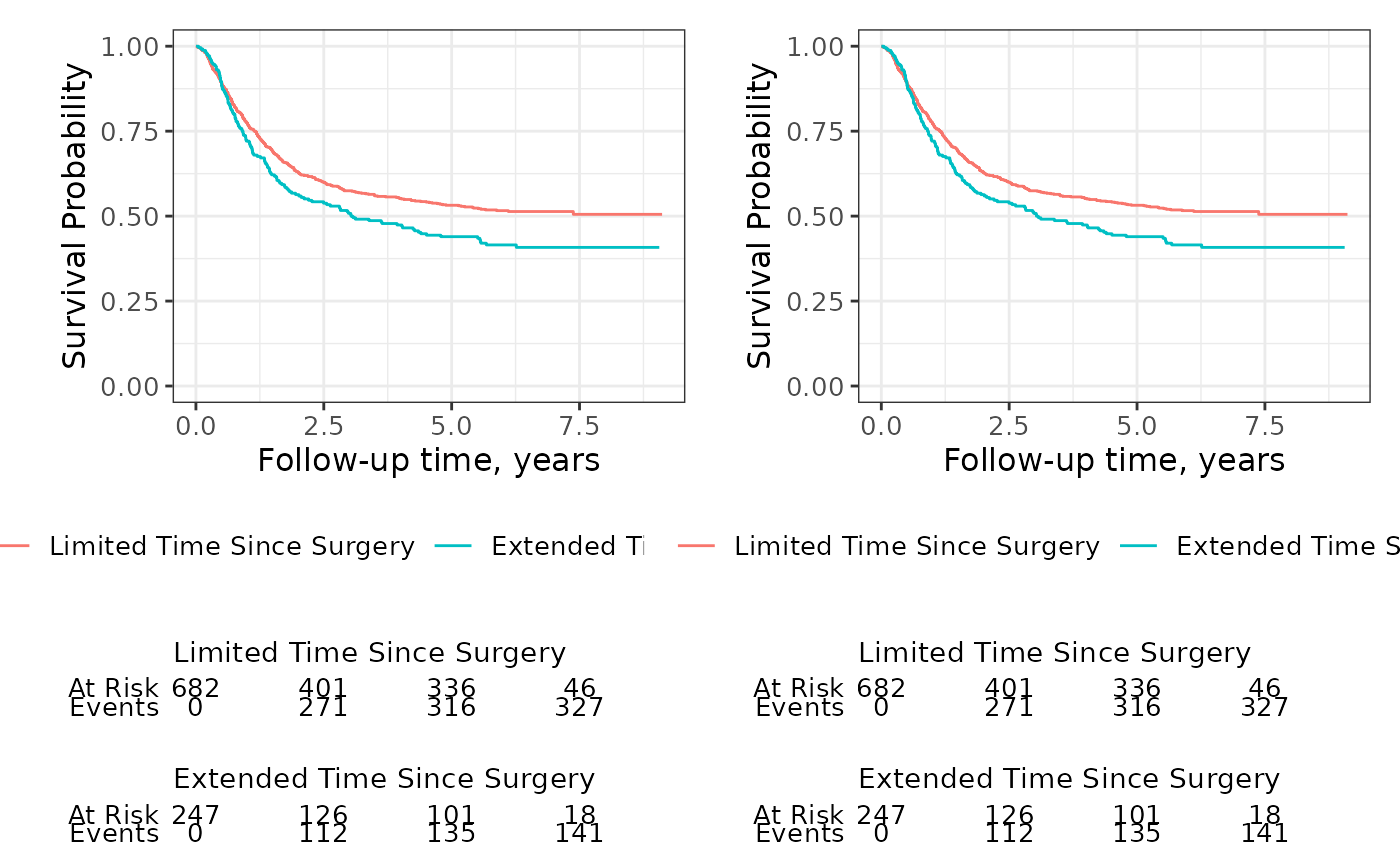 Survival Probability
1.00
0.75
0.50
0.25
0.00
0.0 2.5 5.0 7.5
Follow-up time, years
Limited Time Since Surgery Extended T
Limited Time Since Surgery
At Risk 682 401 336 46
Events 0 271 316 327
Extended Time Since Surgery
At Risk 247 126 101 18
Events 0 112 135 141
Survival Probability
1.00
0.75
0.50
0.25
0.00
0.0 2.5 5.0 7.5
Follow-up time, years
Limited Time Since Surgery Extended Time S
Limited Time Since Surgery
At Risk 682 401 336 46
Events 0 271 316 327
Extended Time Since Surgery
At Risk 247 126 101 18
Events 0 112 135 141